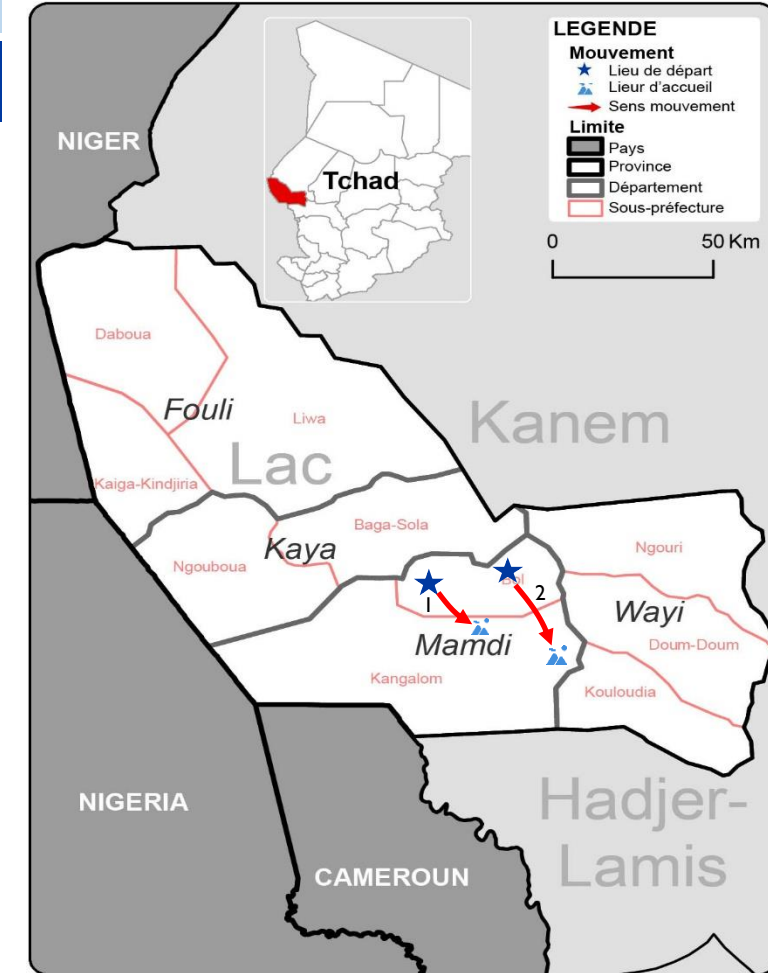 LEGENDE
Mouvement
Lieu de départ
Lieur d'accueil
Sens mouvement
Limite
Pays
Province
Département
Sous-préfecture
0 50 Km
NIGER
Tchad
Daboua
Fouli
Liwa
Kanem
Lac
Kaiga-Kindjiria
Baga-Sola
Kaya
Ngouboua
Ngouri
Bol
1
2
Wayi
Mamdi
Doum-Doum
Kangalom
Kouloudia
NIGERIA
Hadjer-
Lamis
CAMEROUN